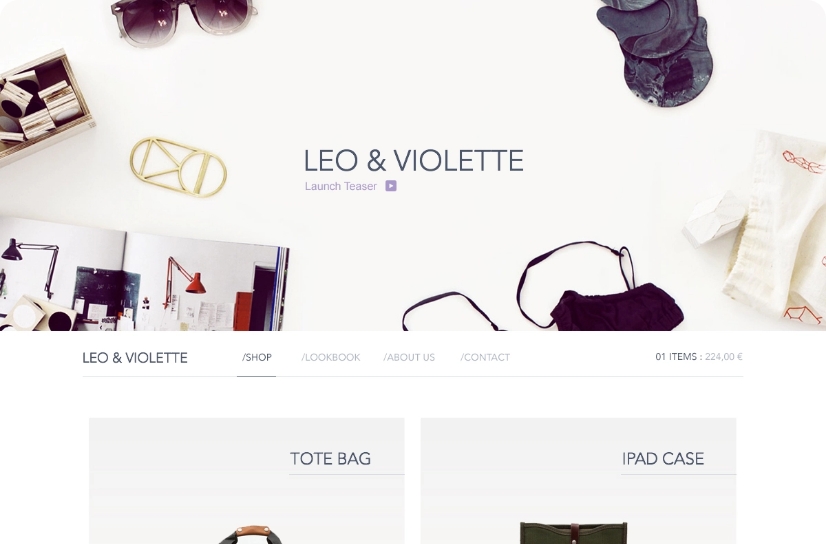 LEO & VIOLETTE
Launch Teaser
LEO & VIOLETTE
/SHOP
/LOOKBOOK
/ABOUT US
/CONTACT
01 ITEMS : 224,00 €
TOTE BAG
IPAD CASE